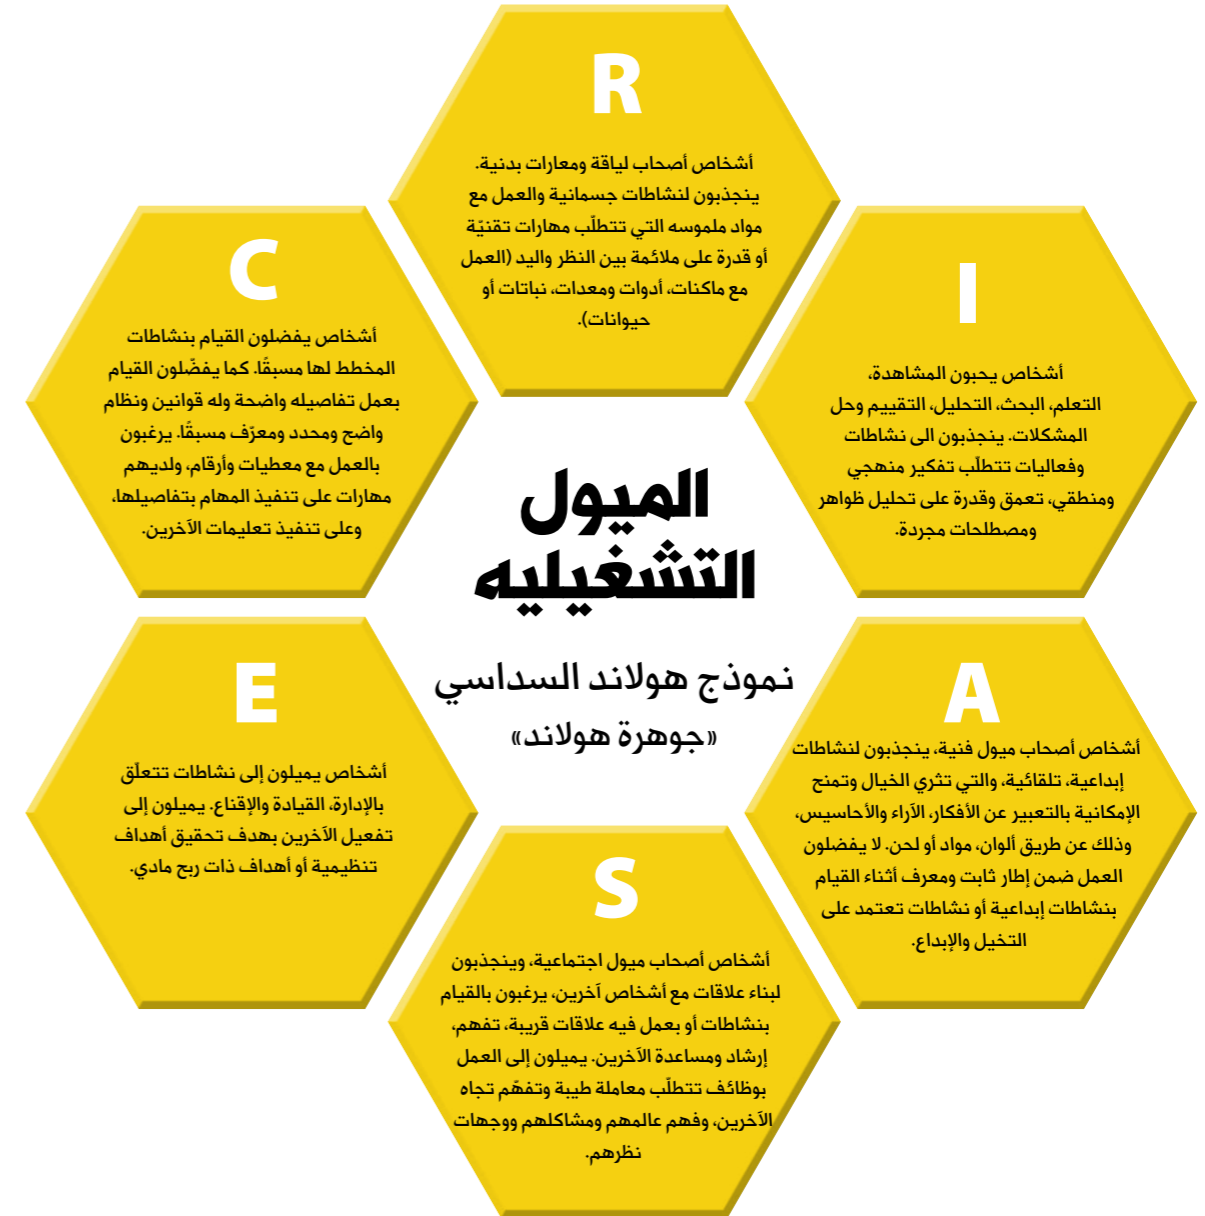 R
أشخاص أصحاب لياقة ومعارات بدنية.
ينجذبون لنشاطات جسمانية والعمل مع
مواد ملموسه التي تتطلّب مهارات تقنيّة
أو قدرة على ملائمة بين النظر واليد (العمل
مع ماكنات، أدوات ومعدات، نباتات أو
حيوانات).
I
أشخاص يحبون المشاهدة،
التعلم، البحث، التحليل، التقييم وحل
المشكلات. ينجذبون الى نشاطات
وفعاليات تتطلّب تفكير منهجي
ومنطقي، تعمق وقدرة على تحليل ظواهر
ومصطلحات مجردة.
C
أشخاص يفضلون القيام بنشاطات
المخطط لها مسبقًا. كما يفضّلون القيام
بعمل تفاصيله واضحة وله قوانين ونظام
واضح ومحدد ومعرّف مسبقًا. يرغبون
بالعمل مع معطيات وأرقام، ولديهم
مهارات على تنفيذ المهام بتفاصيلها،
وعلى تنفيذ تعليمات الآخرين.
الميول
التشغيليه
نموذج هولاند السداسي
«جوهرة هولاند»
A
أشخاص أصحاب ميول فنية، ينجذبون لنشاطات
إبداعية، تلقائية، والتي تثري الخيال وتمنح
الإمكانية بالتعبير عن الأفكار، الآراء والأحاسيس،
وذلك عن طريق ألوان، مواد أو لحن. لا يفضلون
العمل ضمن إطار ثابت ومعرف أثناء القيام
بنشاطات إبداعية أو نشاطات تعتمد على
التخيل والإبداع.
E
أشخاص يميلون إلى نشاطات تتعلّق
بالإدارة، القيادة والإقناع. يميلون إلى
تفعيل الآخرين بهدف تحقيق أهداف
تنظيمية أو أهداف ذات ربح مادي.
S
أشخاص أصحاب ميول اجتماعية، وينجذبون
لبناء علاقات مع أشخاص آخرين، يرغبون بالقيام
بنشاطات أو بعمل فيه علاقات قريبة، تفهم،
إرشاد ومساعدة الآخرين. يميلون إلى العمل
بوظائف تتطلّب معاملة طيبة وتفهّم تجاه
الآخرين، وفهم عالمهم ومشاكلهم ووجهات
نظرهم.